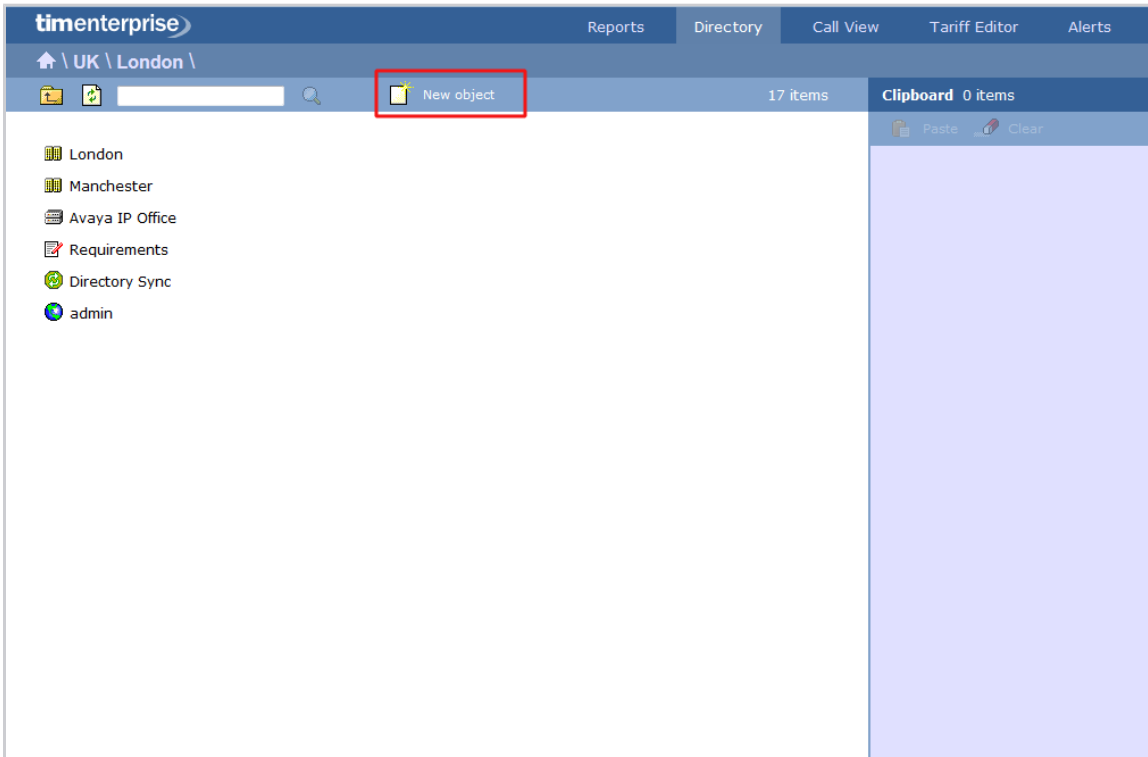 timenterprise Reports Directory Call View Tariff Editor Alerts
\ UK \ London \
New object 17 items Clipboard 0 items
Paste Clear
London
Manchester
Avaya IP Office
Requirements
Directory Sync
admin